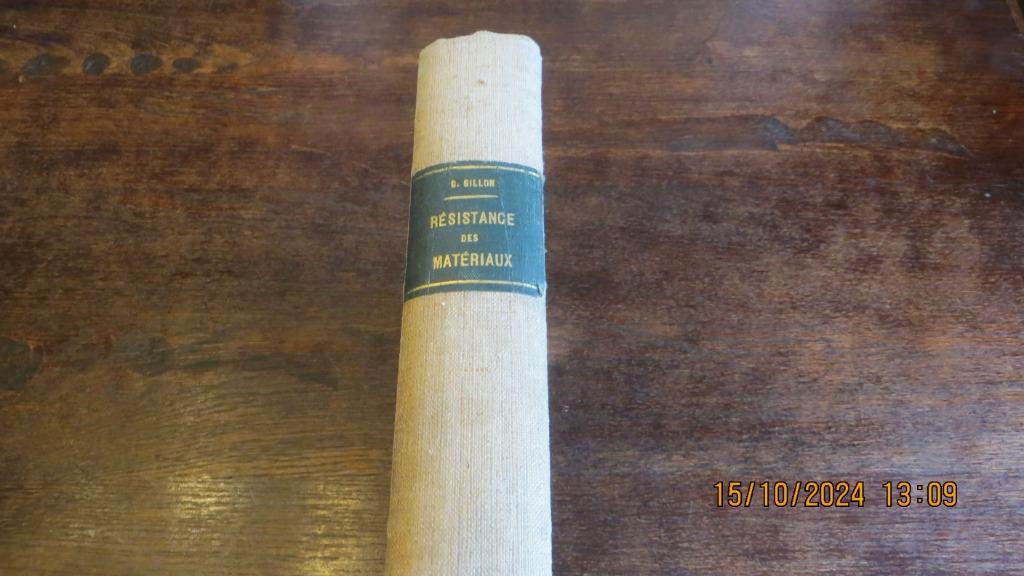 G. GILLON
RÉSISTANCE
DES
MATÉRIAUX
15/10/2024 13:09